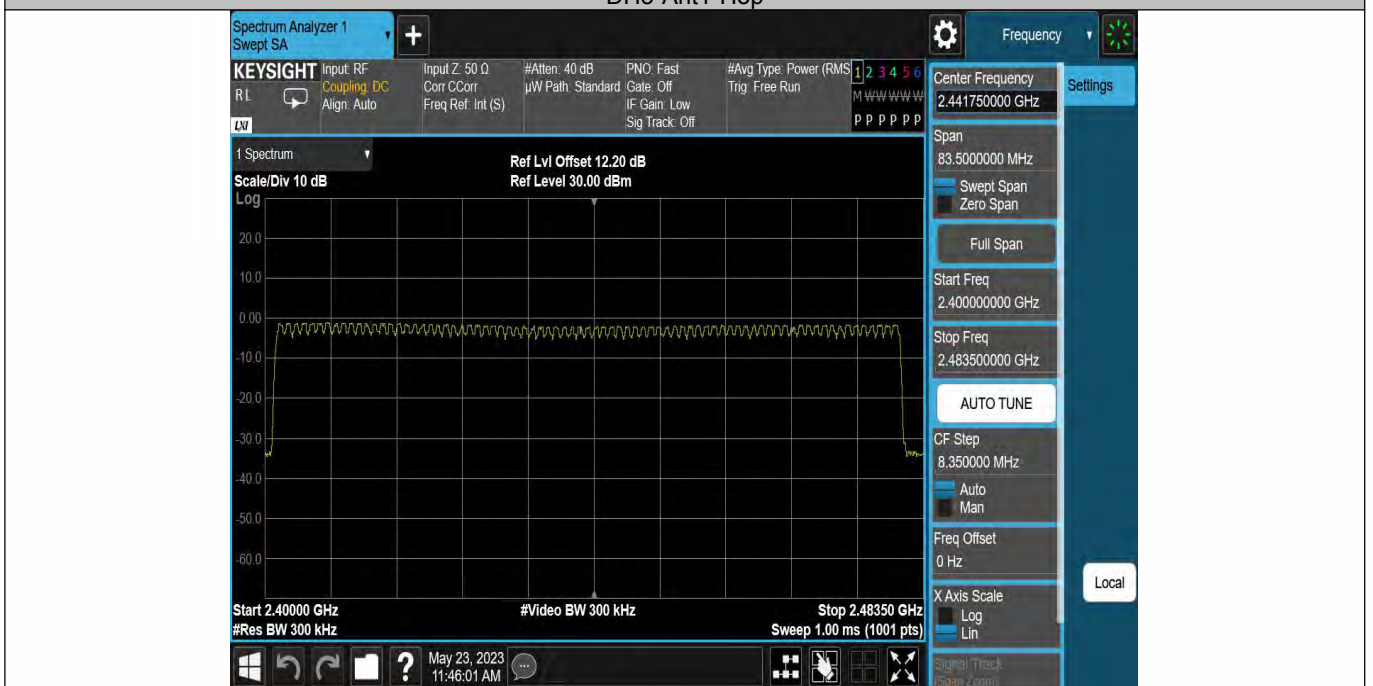 Spectrum Analyzer 1
Swept SA
+
Frequency
KEYSIGHT
Input: RF
Input Z: 50 Ω
#Atten: 40 dB
PNO: Fast
#Avg Type: Power (RMS
1 2 3 4 5 6
R L
Coupling: DC
Corr CCorr
µW Path: Standard
Gate: Off
Trig: Free Run
M W W W W W
Align: Auto
Freq Ref: Int (S)
IF Gain: Low
Sig Track: Off
P P P P P P
LXI
Center Frequency
2.441750000 GHz
Settings
1 Spectrum
Ref Lvl Offset 12.20 dB
Scale/Div 10 dB
Ref Level 30.00 dBm
Log
20.0
10.0
0.00
-10.0
-20.0
-30.0
-40.0
-50.0
-60.0
Start 2.40000 GHz
#Video BW 300 kHz
Stop 2.48350 GHz
#Res BW 300 kHz
Sweep 1.00 ms (1001 pts)
Span
83.5000000 MHz
Swept Span
Zero Span
Full Span
Start Freq
2.400000000 GHz
Stop Freq
2.483500000 GHz
AUTO TUNE
CF Step
8.350000 MHz
Auto
Man
Freq Offset
0 Hz
Local
X Axis Scale
Log
Lin
Signal Track
(Span Zoom)
?
May 23, 2023
11:46:01 AM